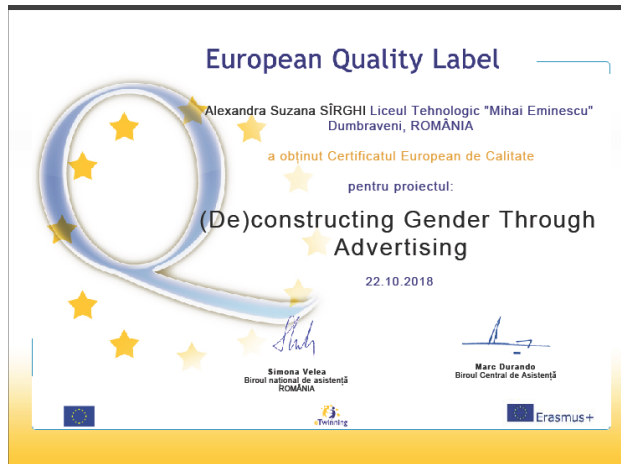 European Quality Label
Alexandra Suzana SÎRGHI Liceul Tehnologic "Mihai Eminescu"
Dumbraveni, ROMÂNIA
a obținut Certificatul European de Calitate
pentru proiectul:
(De)constructing Gender Through
Advertising
22.10.2018
Simona Velea
Biroul național de asistență
ROMÂNIA
Marc Durando
Biroul Central de Asistență
eTwinning
Erasmus+